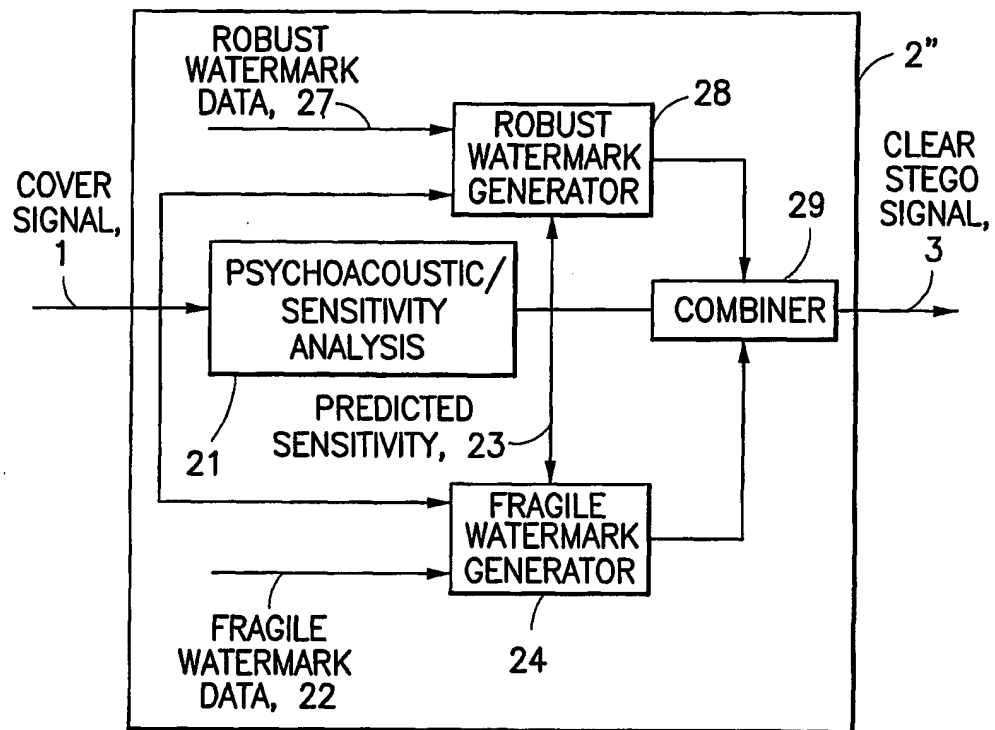 ROBUST
WATERMARK
DATA, 27
2"
28
ROBUST
WATERMARK
GENERATOR
CLEAR
STEGO
SIGNAL,
3
COVER
SIGNAL,
1
29
PSYCHOACOUSTIC/
SENSITIVITY
ANALYSIS
COMBINER
21
PREDICTED
SENSITIVITY, 23
FRAGILE
WATERMARK
GENERATOR
24
FRAGILE
WATERMARK
DATA, 22